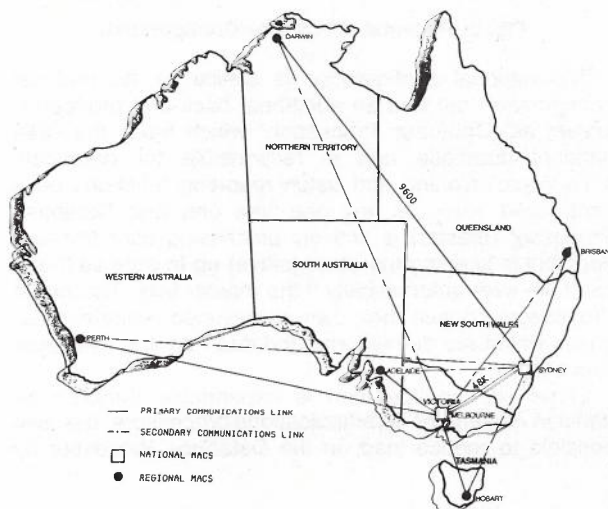 DARWIN
NORTHERN TERRITORY
9600
QUEENSLAND
BRISBA
WESTERN AUSTRALIA
SOUTH AUSTRALIA
NEW SOUTH WALES
PERTH
ADELAIDE
SYDNEY
48K
VICTORIA
MELBOURNE
TASMANIA
HOBART
PRIMARY COMMUNICATIONS LINK
SECONDARY COMMUNICATIONS LINK
NATIONAL MACS
REGIONAL MACS